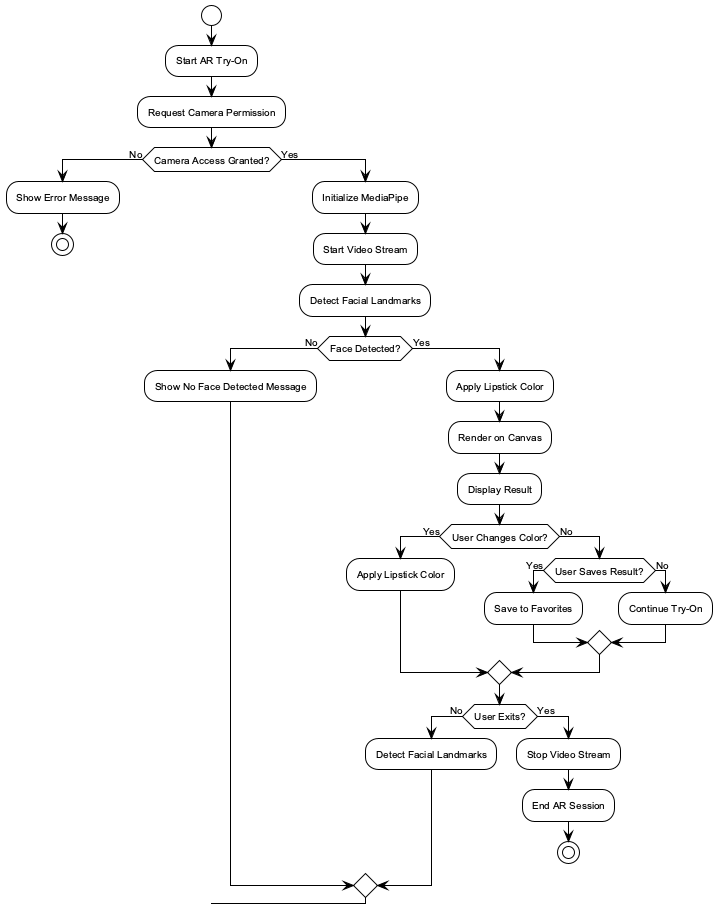 Start AR Try-On
Request Camera Permission
No
Camera Access Granted?
Yes
Show Error Message
Initialize MediaPipe
Start Video Stream
Detect Facial Landmarks
No
Face Detected?
Yes
Show No Face Detected Message
Apply Lipstick Color
Render on Canvas
Display Result
Yes
User Changes Color?
No
Apply Lipstick Color
Yes
User Saves Result?
No
Save to Favorites
Continue Try-On
No
User Exits?
Yes
Detect Facial Landmarks
Stop Video Stream
End AR Session